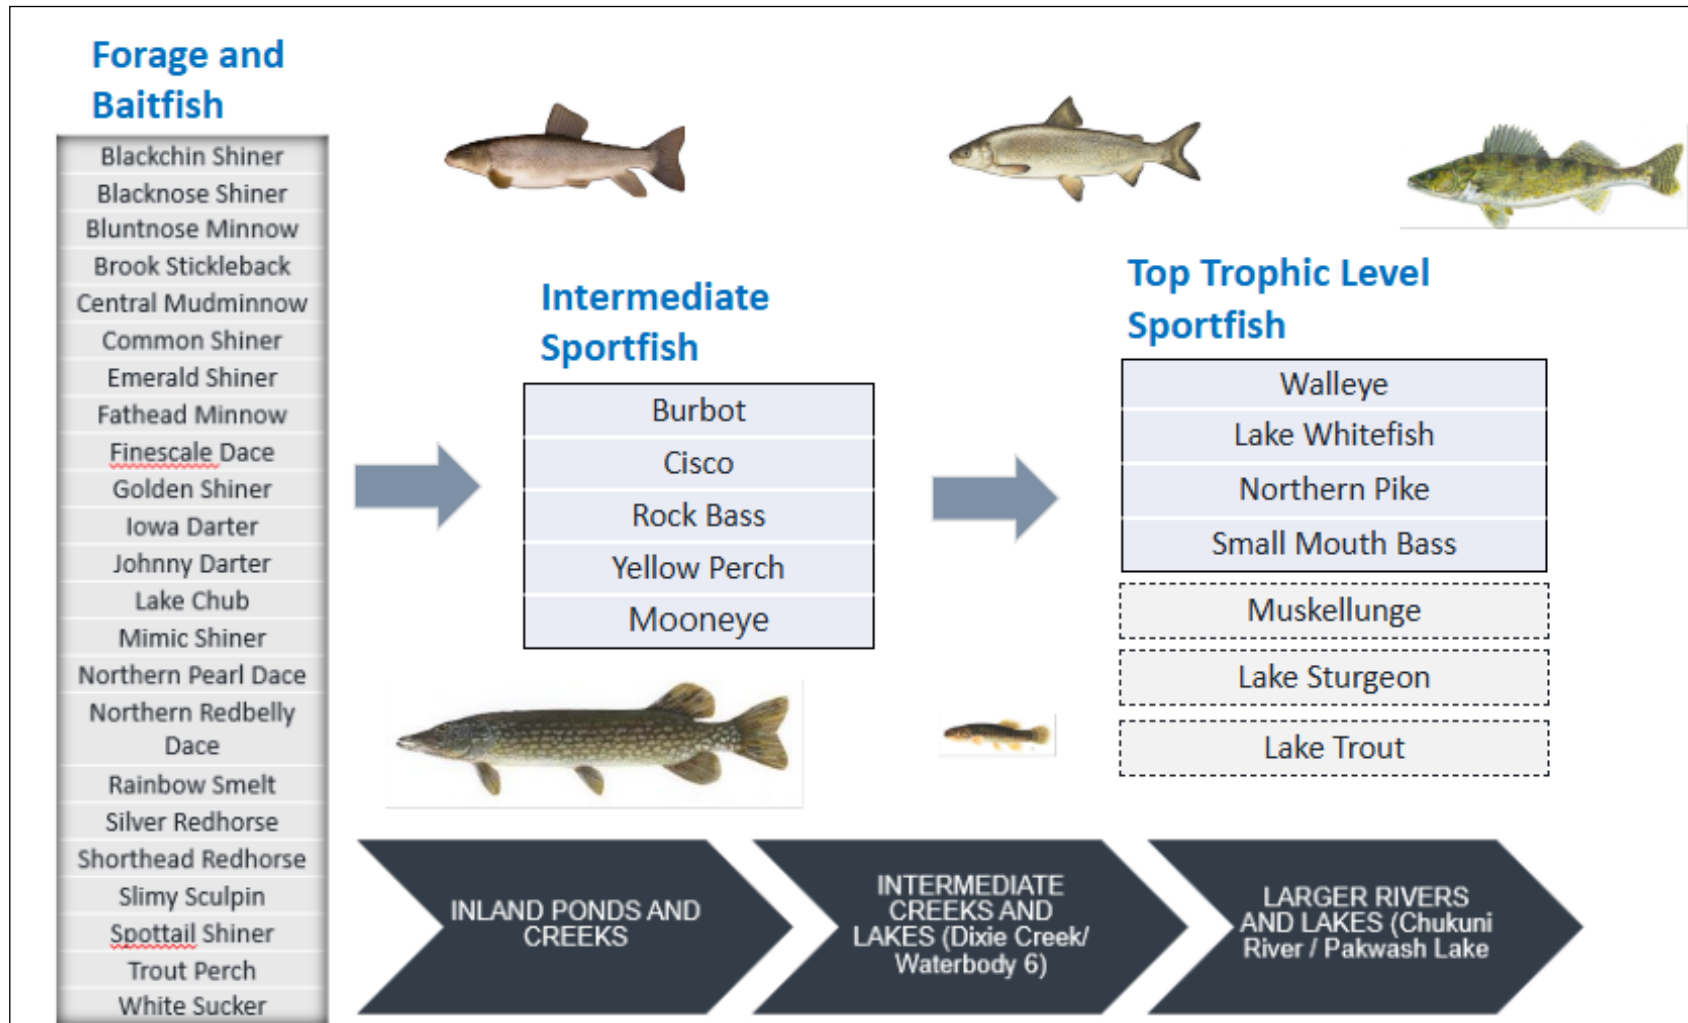 Forage and
Baitfish
Blackchin Shiner
Blacknose Shiner
Bluntnose Minnow
Brook Stickleback
Central Mudminnow
Common Shiner
Emerald Shiner
Fathead Minnow
Finescale Dace
Golden Shiner
Iowa Darter
Johnny Darter
Lake Chub
Mimic Shiner
Northern Pearl Dace
Northern Redbelly
Dace
Rainbow Smelt
Silver Redhorse
Shorthead Redhorse
Slimy Sculpin
Spottail Shiner
Trout Perch
White Sucker
Intermediate
Sportfish
Burbot
Cisco
Rock Bass
Yellow Perch
Mooneye
Top Trophic Level
Sportfish
Walleye
Lake Whitefish
Northern Pike
Small Mouth Bass
Muskellunge
Lake Sturgeon
Lake Trout
INLAND PONDS AND
CREEKS
INTERMEDIATE
CREEKS AND
LAKES (Dixie Creek/
Waterbody 6)
LARGER RIVERS
AND LAKES (Chukuni
River / Pakwash Lake